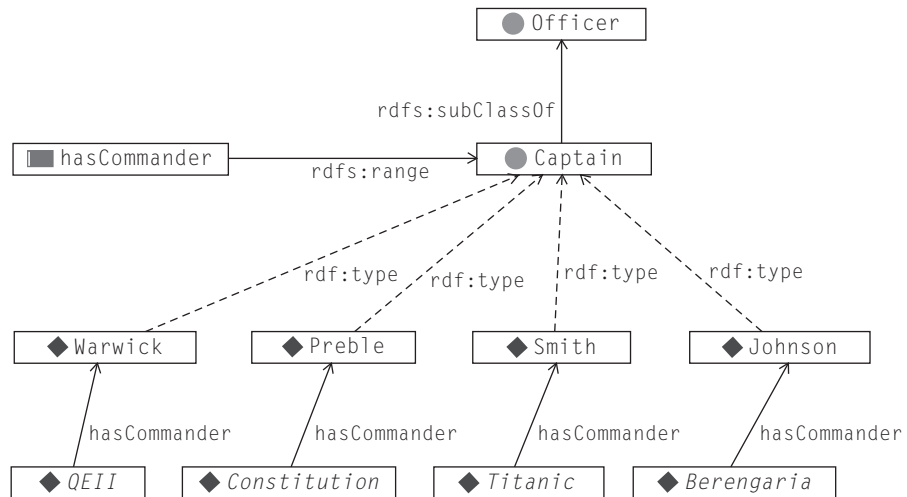 Officer
rdfs:subClassOf
hasCommander
Captain
rdfs:range
rdf:type
rdf:type
rdf:type
rdf:type
Warwick
Preble
Smith
Johnson
hasCommander
hasCommander
hasCommander
hasCommander
QEII
Constitution
Titanic
Berengaria